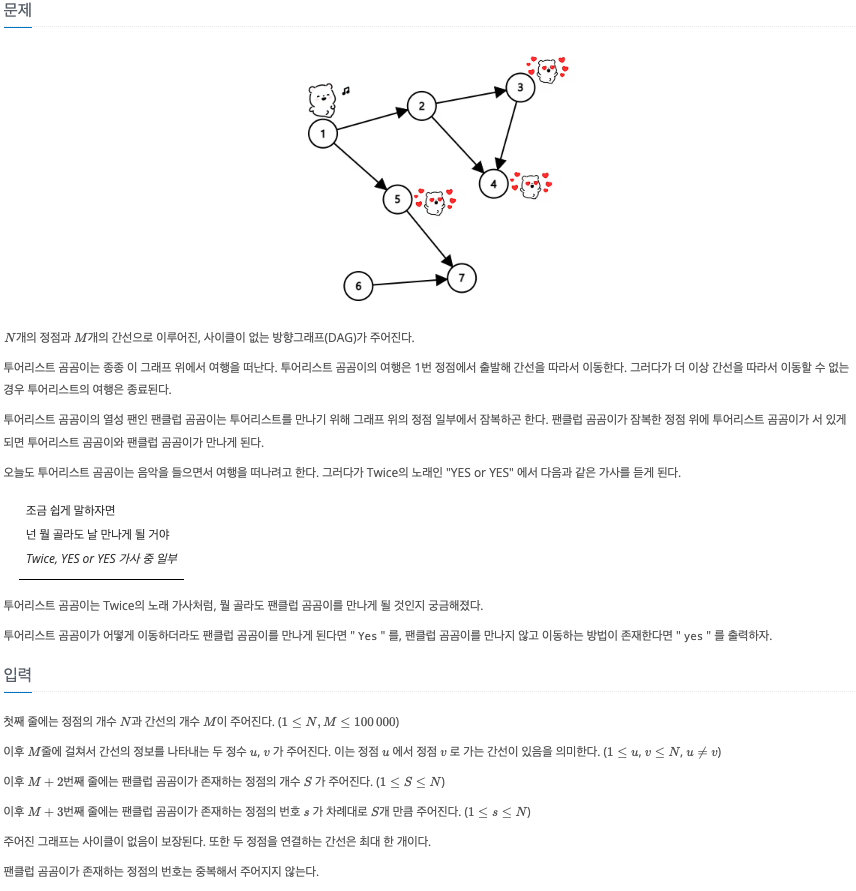 문제
1
2
3
4
5
6
7
N개의 정점과 M개의 간선으로 이루어진, 사이클이 없는 방향그래프(DAG)가 주어진다.
투어리스트 곰곰이는 종종 이 그래프 위에서 여행을 떠난다. 투어리스트 곰곰이의 여행은 1번 정점에서 출발해 간선을 따라서 이동한다. 그러다가 더 이상 간선을 따라서 이동할 수 없는
경우 투어리스트의 여행은 종료된다.
투어리스트 곰곰이의 열성 팬인 팬클럽 곰곰이는 투어리스트를 만나기 위해 그래프 위의 정점 일부에서 잠복하곤 한다. 팬클럽 곰곰이가 잠복한 정점 위에 투어리스트 곰곰이가 서 있게
되면 투어리스트 곰곰이와 팬클럽 곰곰이가 만나게 된다.
오늘도 투어리스트 곰곰이는 음악을 들으면서 여행을 떠나려고 한다. 그러다가 Twice의 노래인 "YES or YES" 에서 다음과 같은 가사를 듣게 된다.
조금 쉽게 말하자면
넌 뭘 골라도 날 만나게 될 거야
Twice, YES or YES 가사 중 일부
투어리스트 곰곰이는 Twice의 노래 가사처럼, 뭘 골라도 팬클럽 곰곰이를 만나게 될 것인지 궁금해졌다.
투어리스트 곰곰이가 어떻게 이동하더라도 팬클럽 곰곰이를 만나게 된다면 " Yes " 를, 팬클럽 곰곰이를 만나지 않고 이동하는 방법이 존재한다면 " yes " 를 출력하자.
입력
첫째 줄에는 정점의 개수 N과 간선의 개수 M이 주어진다. (1 ≤ N, M ≤ 100 000)
이후 M줄에 걸쳐서 간선의 정보를 나타내는 두 정수 u, v 가 주어진다. 이는 정점 u 에서 정점 v 로 가는 간선이 있음을 의미한다. (1 ≤ u, v ≤ N, u ≠ v)
이후 M + 2번째 줄에는 팬클럽 곰곰이가 존재하는 정점의 개수 S 가 주어진다. (1 ≤ S ≤ N)
이후 M + 3번째 줄에는 팬클럽 곰곰이가 존재하는 정점의 번호 s 가 차례대로 S개 만큼 주어진다. (1 ≤ s ≤ N)
주어진 그래프는 사이클이 없음이 보장된다. 또한 두 정점을 연결하는 간선은 최대 한 개이다.
팬클럽 곰곰이가 존재하는 정점의 번호는 중복해서 주어지지 않는다.